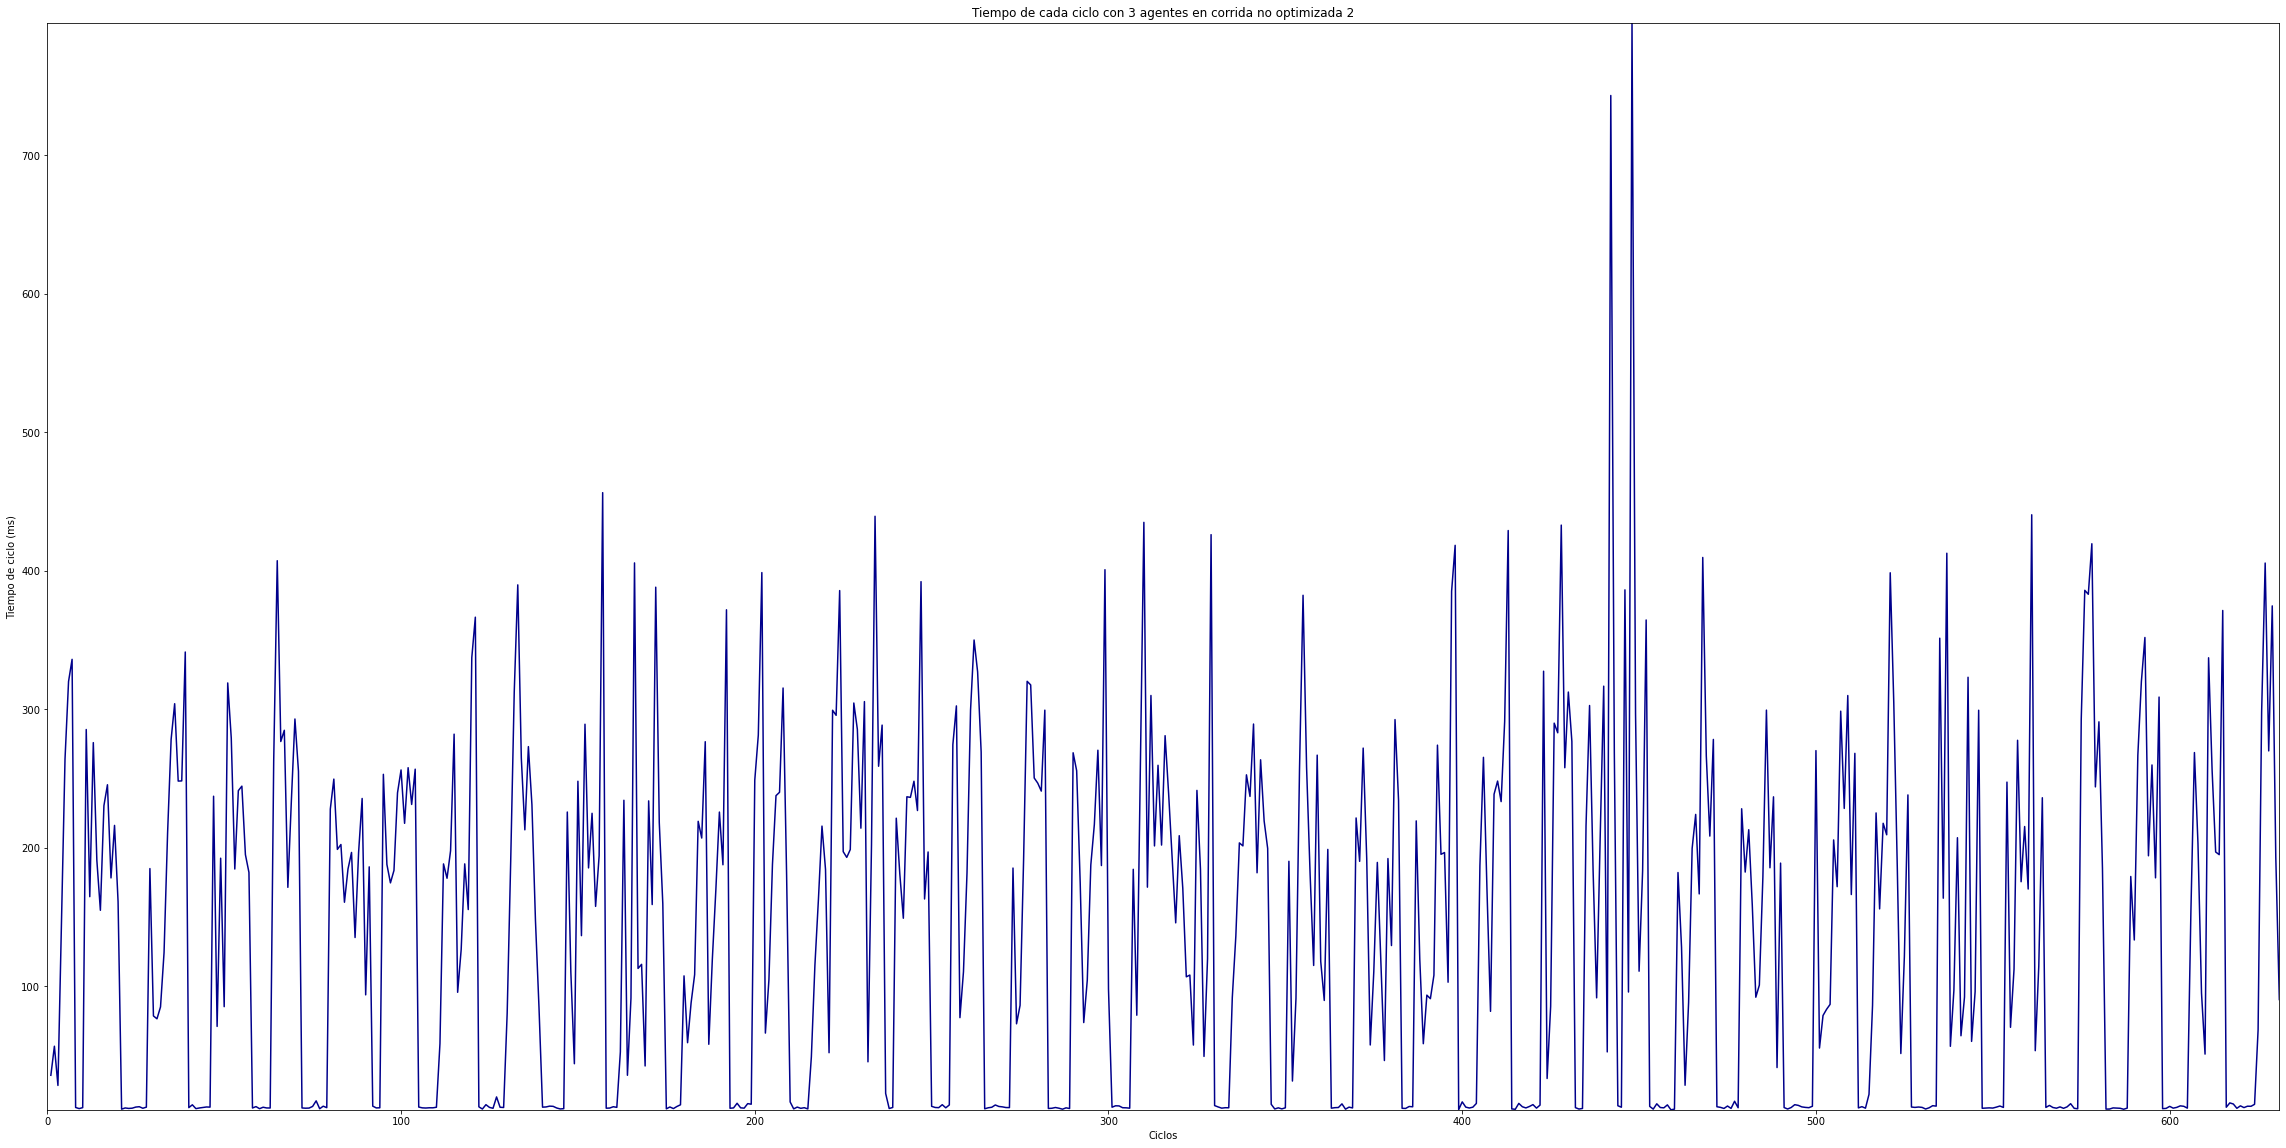 Tiempo de cada ciclo con 3 agentes en corrida no optimizada 2
700
600
500
400
300
200
100
Tiempo de ciclo (ms)
0 100 200 300 400 500 600
Ciclos